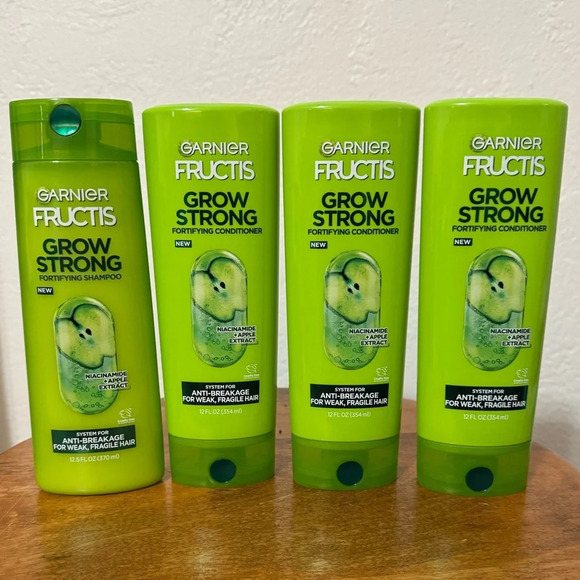 GARNIER
FRUCTIS
GROW
STRONG
FORTIFYING SHAMPOO
NEW
NIACINAMIDE
+ APPLE
EXTRACT
SYSTEM FOR
ANTI-BREAKAGE
FOR WEAK, FRAGILE HAIR
12.5 FL OZ (370 ml)
GARNIER
FRUCTIS
GROW
STRONG
FORTIFYING CONDITIONER
NEW
NIACINAMIDE
+ APPLE
EXTRACT
SYSTEM FOR
ANTI-BREAKAGE
FOR WEAK, FRAGILE HAIR
12 FL OZ (354 ml)
GARNIER
FRUCTIS
GROW
STRONG
FORTIFYING CONDITIONER
NEW
NIACINAMIDE
+ APPLE
EXTRACT
SYSTEM FOR
ANTI-BREAKAGE
FOR WEAK, FRAGILE HAIR
12 FL OZ (354 ml)
GARNIER
FRUCTIS
GROW
STRONG
FORTIFYING CONDITIONER
NEW
NIACINAMIDE
+ APPLE
EXTRACT
SYSTEM FOR
ANTI-BREAKAGE
FOR WEAK, FRAGILE HAIR
12 FL OZ (354 ml)